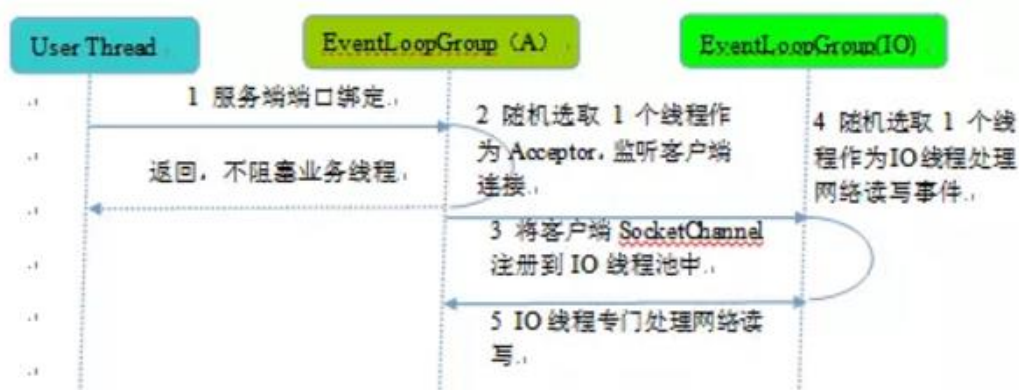 User Thread
EventLoopGroup（A）
EventLoopGroup(IO)
1 服务端端口绑定
2 随机选取 1 个线程作
为 Acceptor，监听客户端
连接
4 随机选取 1 个线
程作为IO线程处理
网络读写事件
返回，不阻塞业务线程
3 将客户端 SocketChannel
注册到 IO 线程池中
5 IO 线程专门处理网络读
写